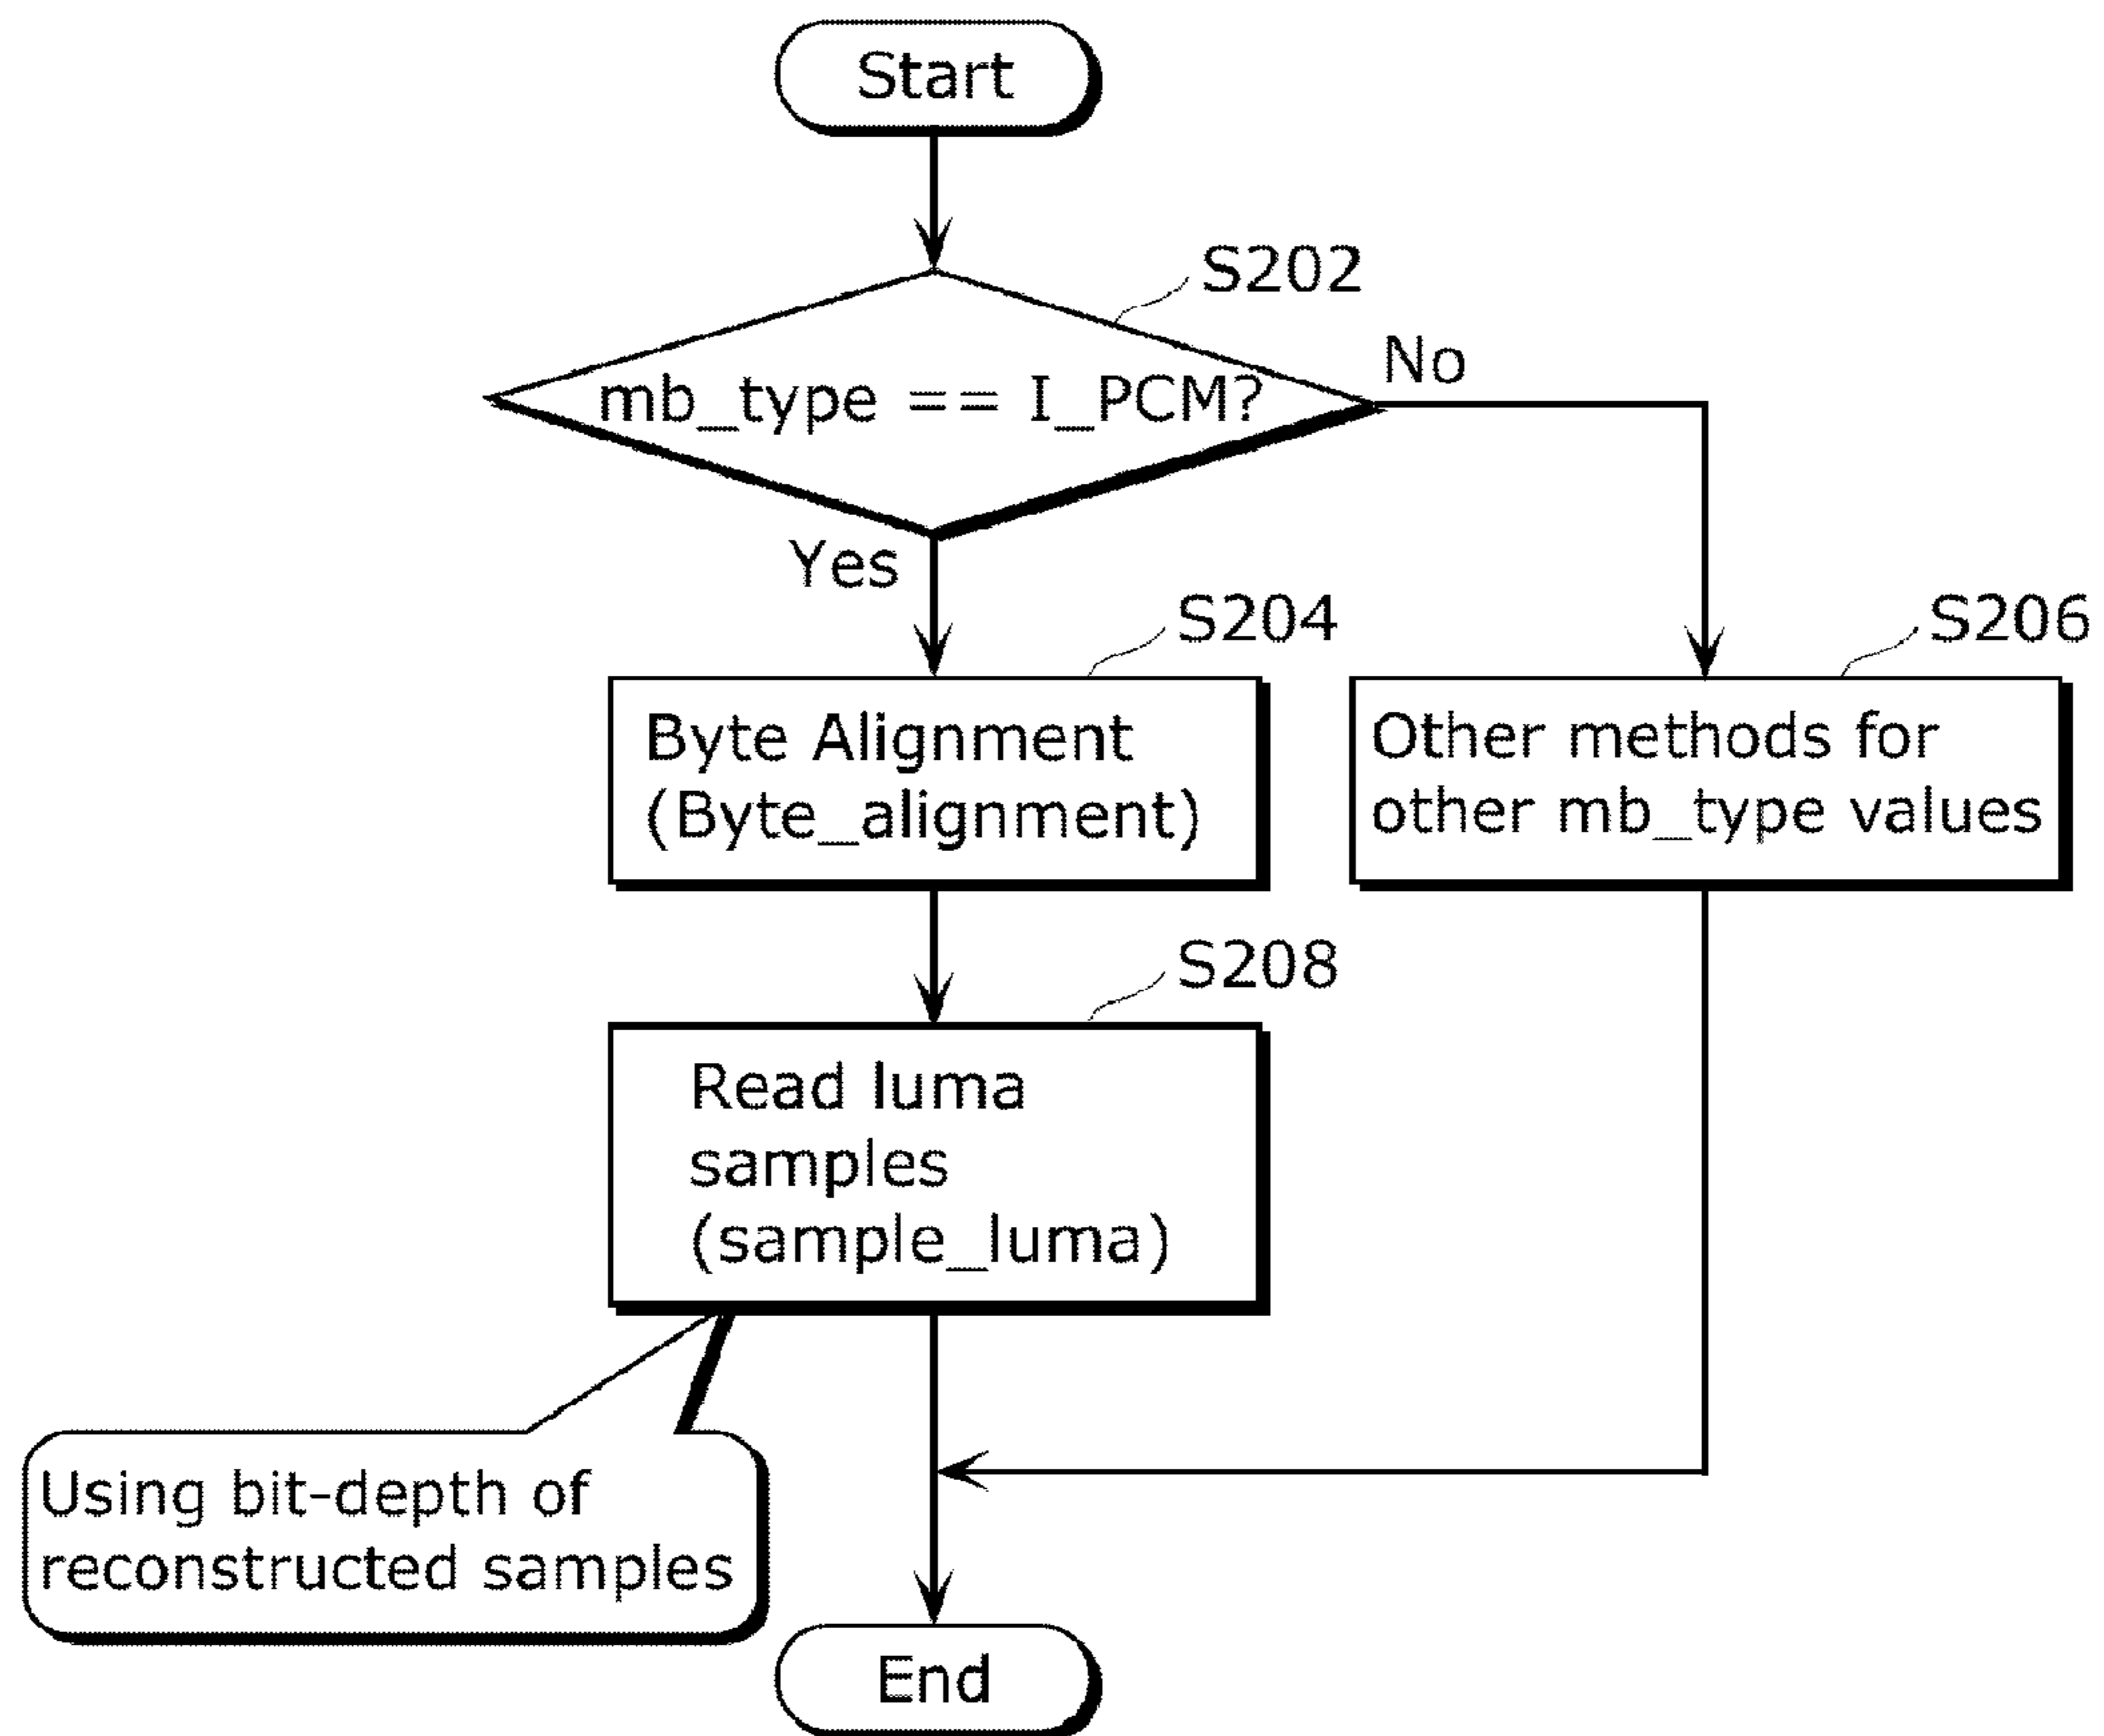 Start
S202
mb_type == I_PCM?
No
Yes
S204
S206
Byte Alignment
(Byte_alignment)
Other methods for
other mb_type values
S208
Read luma
samples
(sample_luma)
Using bit-depth of
reconstructed samples
End